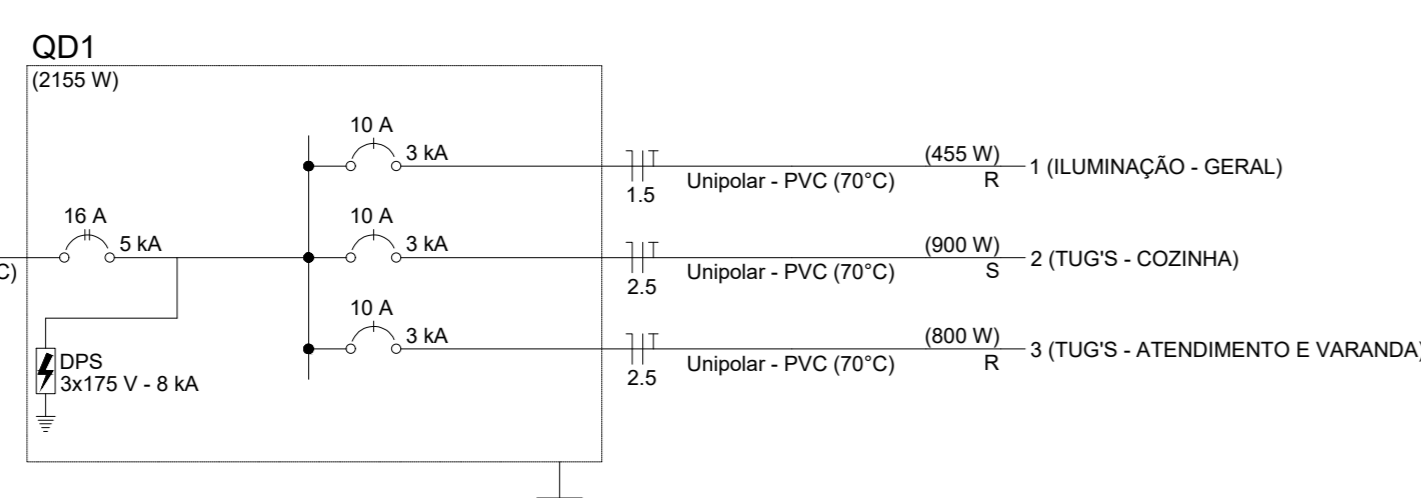 QD1
(2155 W)
10 A
3 kA
1.5
Unipolar - PVC (70°C)
(455 W)
R
1 (ILUMINAÇÃO - GERAL)
16 A
5 kA
C)
10 A
3 kA
2.5
Unipolar - PVC (70°C)
(900 W)
S
2 (TUG'S - COZINHA)
10 A
3 kA
2.5
Unipolar - PVC (70°C)
(800 W)
R
3 (TUG'S - ATENDIMENTO E VARANDA)
DPS
3x175 V - 8 kA